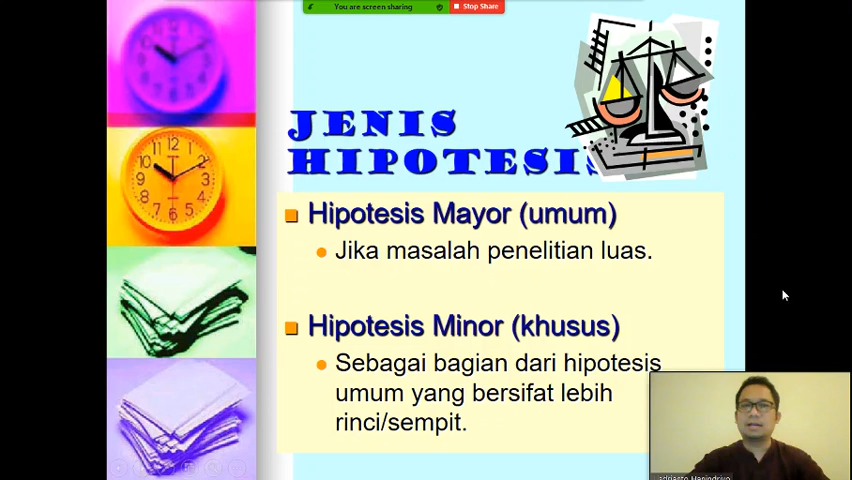 You are screen sharing
Stop Share
JENIS
HIPOTESIS
Hipotesis Mayor (umum)
Jika masalah penelitian luas.
Hipotesis Minor (khusus)
Sebagai bagian dari hipotesis
umum yang bersifat lebih
rinci/sempit.